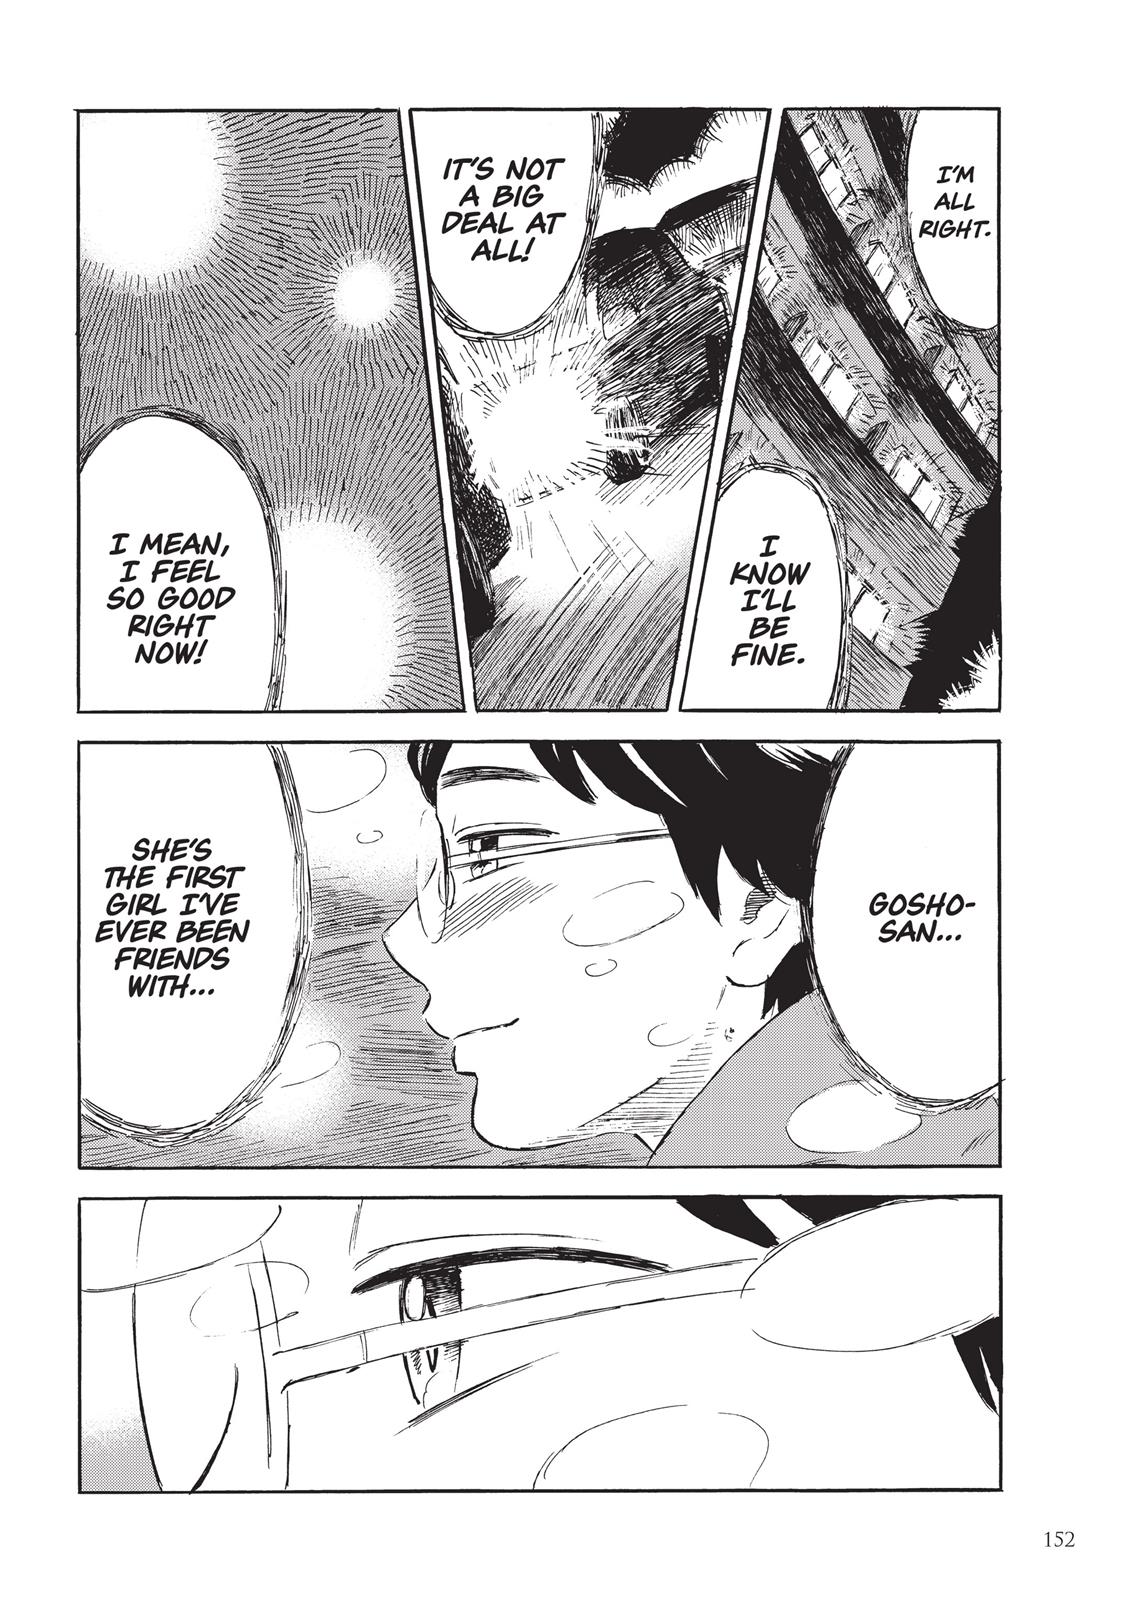 I'M
ALL
RIGHT.
I
KNOW
I'LL
BE
FINE.
IT'S NOT
A BIG
DEAL AT
ALL!
I MEAN,
I FEEL
SO GOOD
RIGHT
NOW!
GOSHO-
SAN...
SHE'S
THE FIRST
GIRL I'VE
EVER BEEN
FRIENDS
WITH...
152